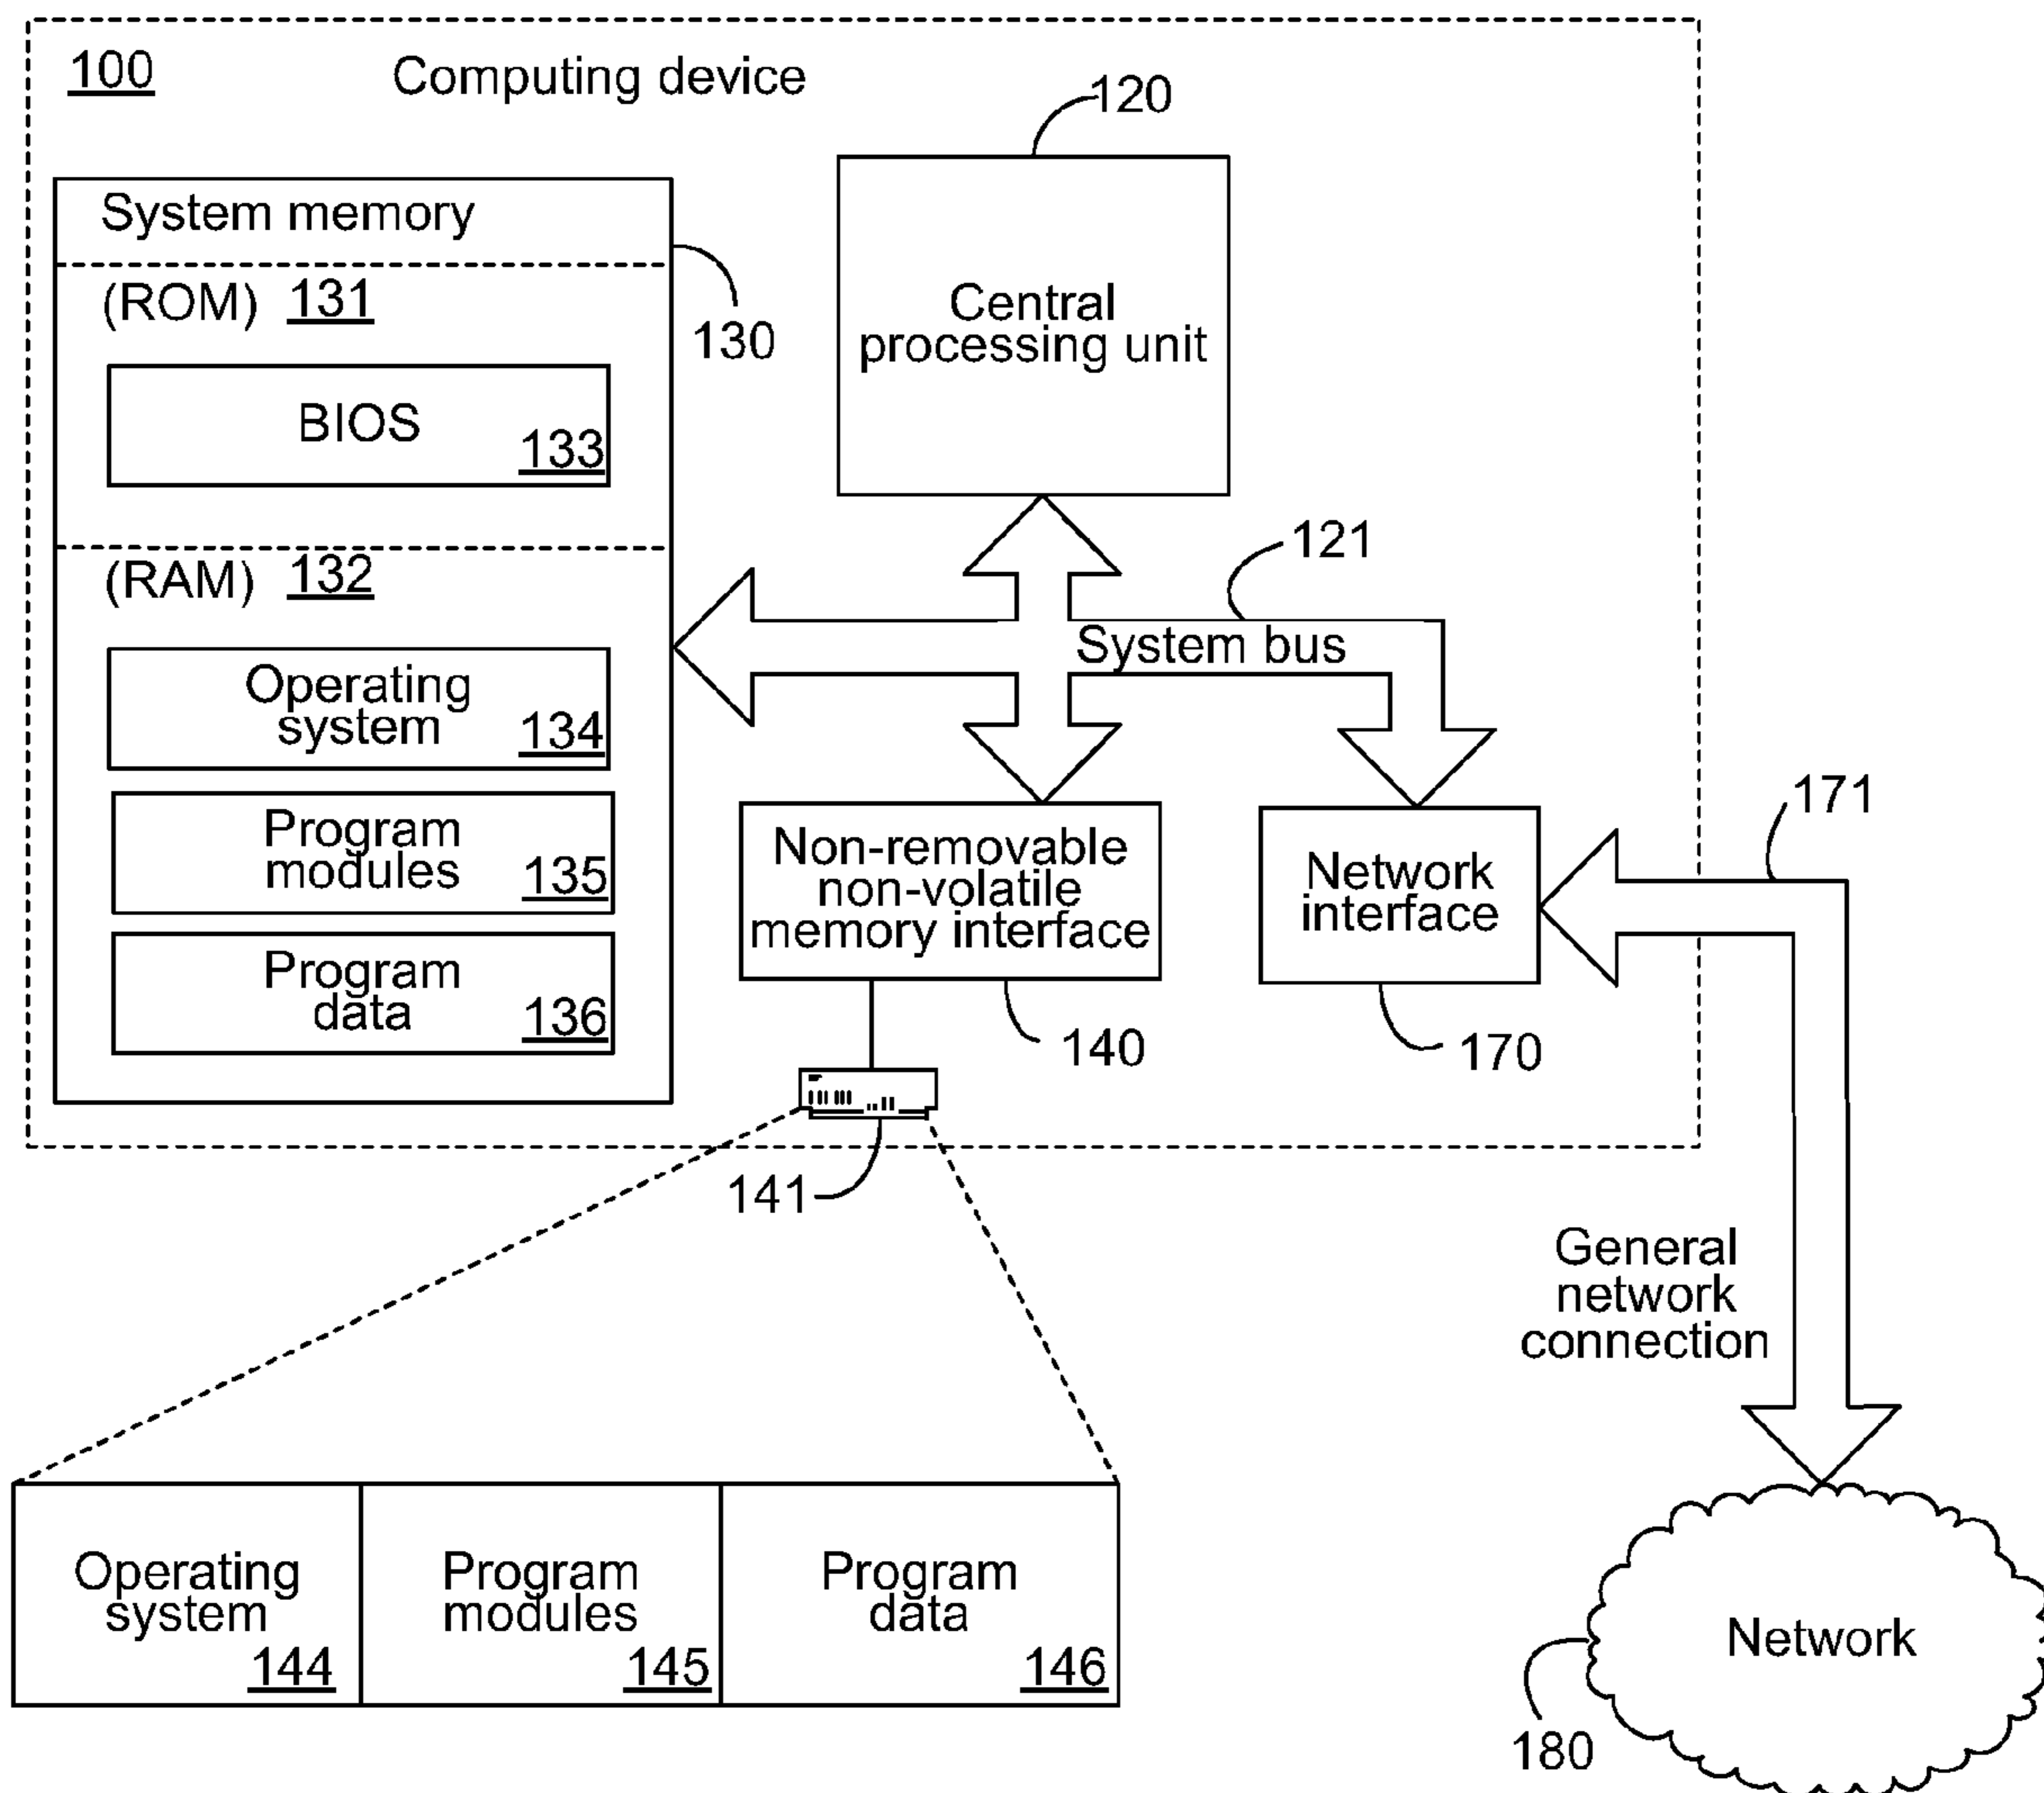 100 Computing device
120
System memory
(ROM) 131
130
BIOS
133
Central
processing unit
(RAM) 132
121
System bus
Operating
system
134
Program
modules
135
Program
data
136
Non-removable
non-volatile
memory interface
Network
interface
171
140
170
141
General
network
connection
Operating
system
144
Program
modules
145
Program
data
146
Network
180